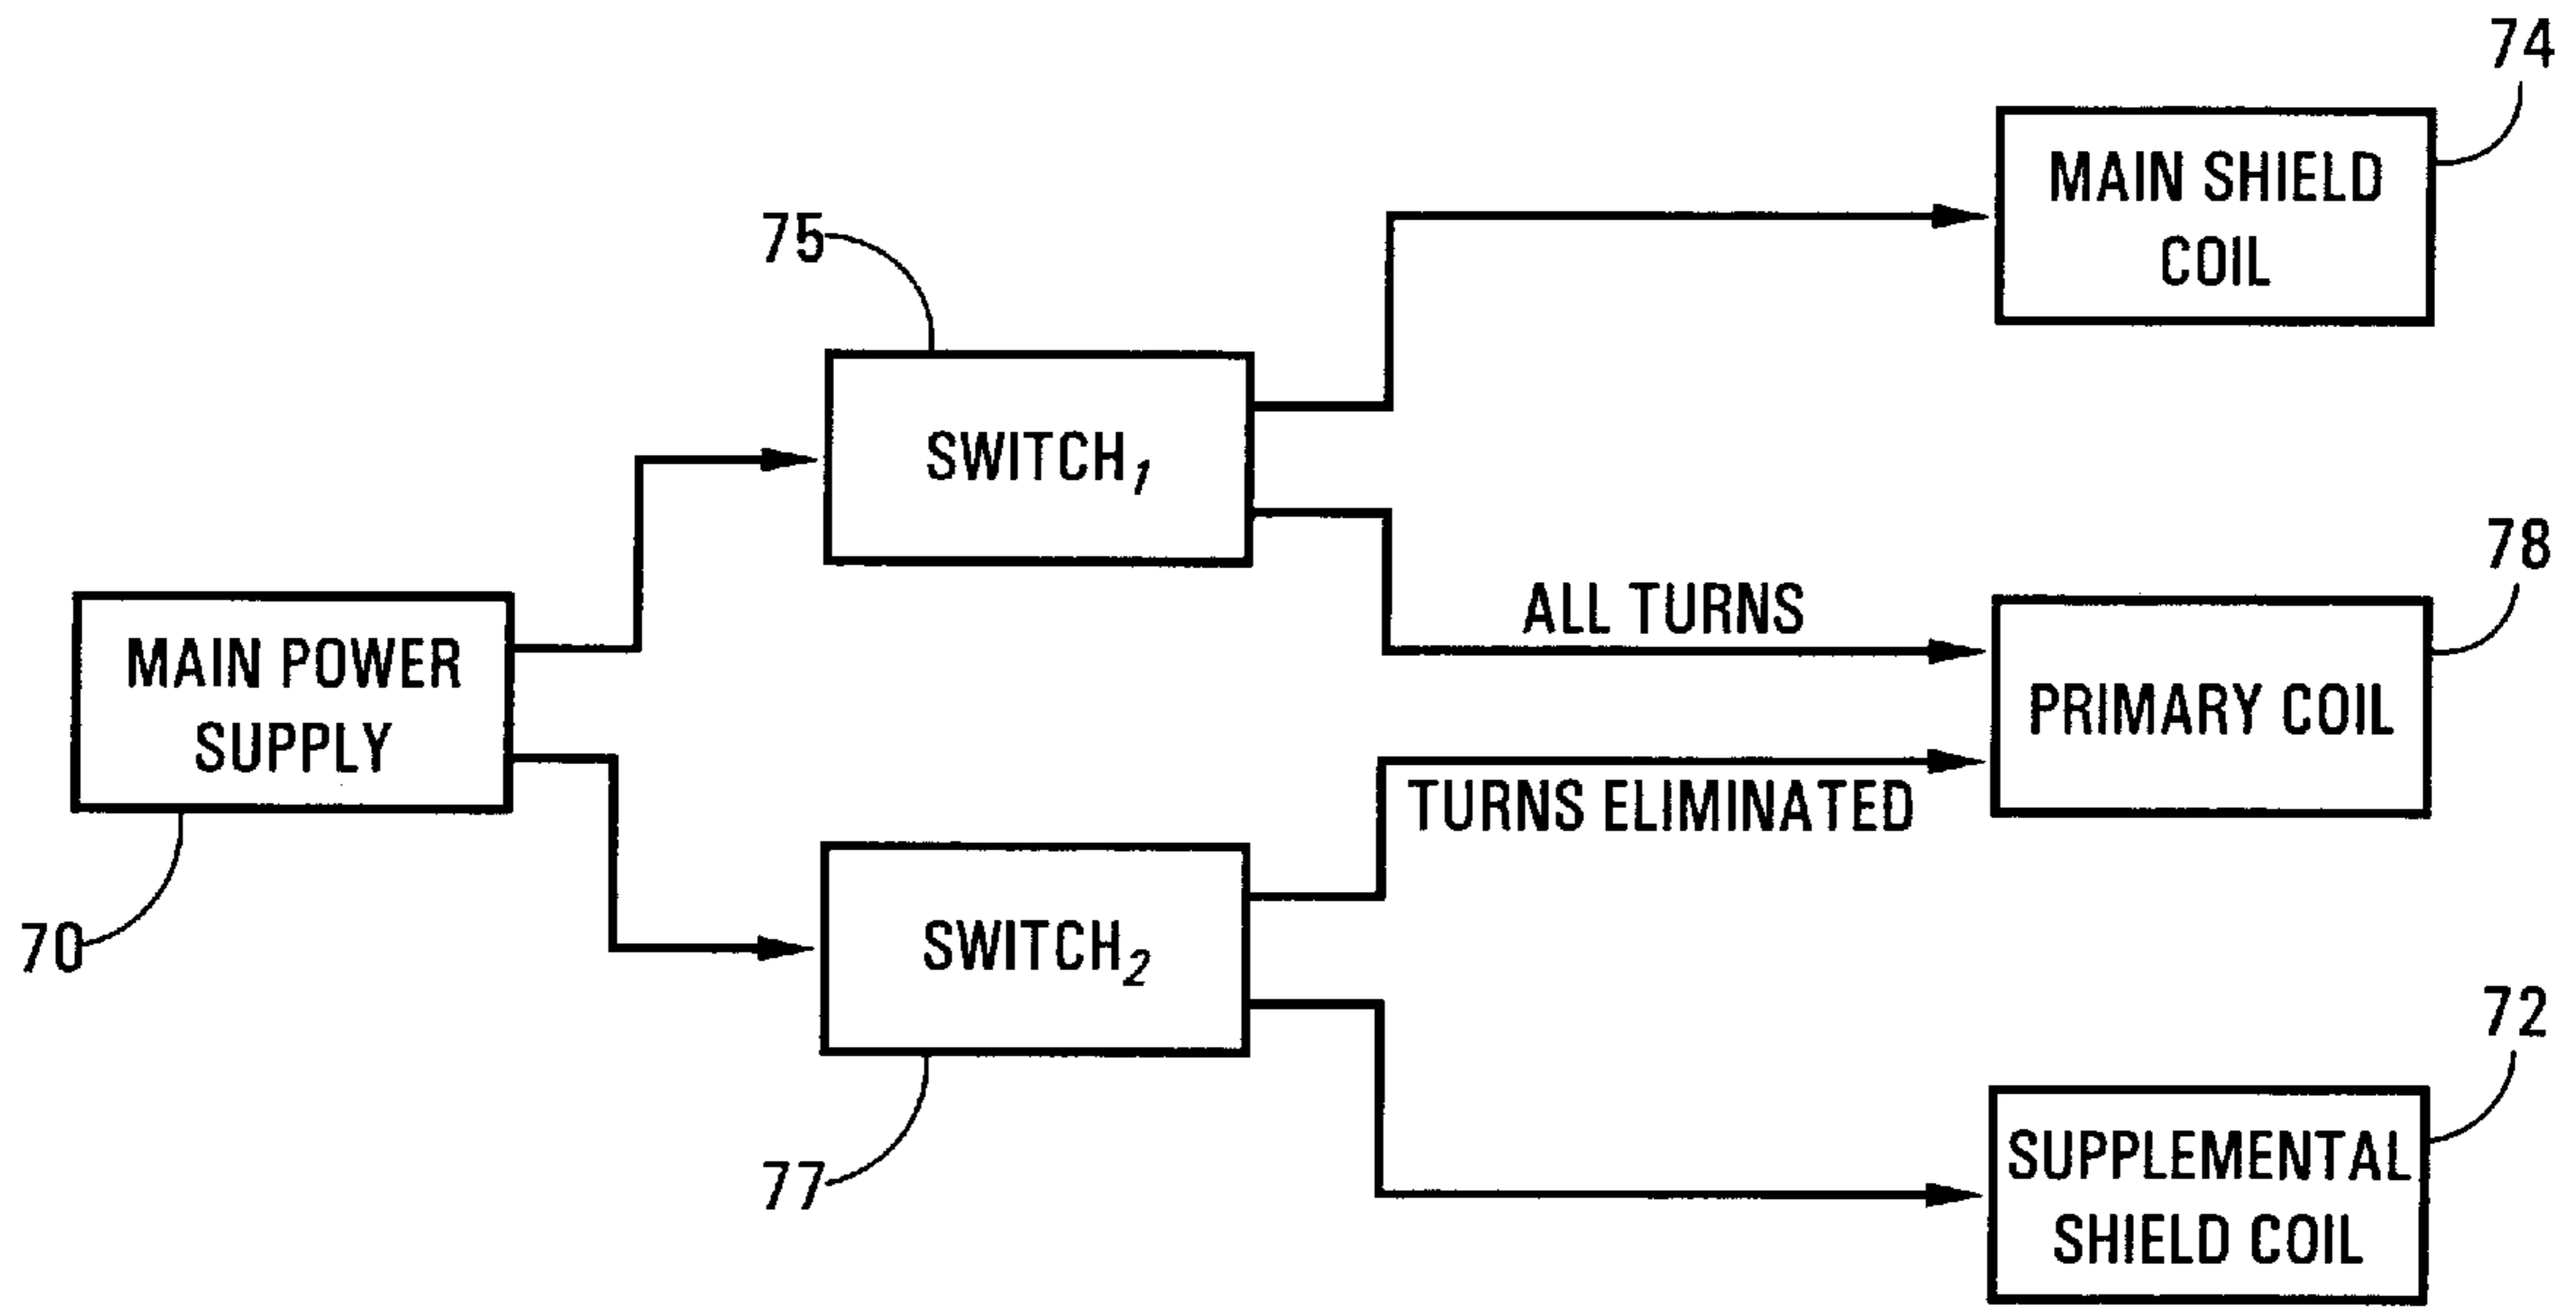 74
MAIN SHIELD
COIL
75
SWITCH1
78
ALL TURNS
MAIN POWER
SUPPLY
PRIMARY COIL
TURNS ELIMINATED
70
SWITCH2
72
77
SUPPLEMENTAL
SHIELD COIL